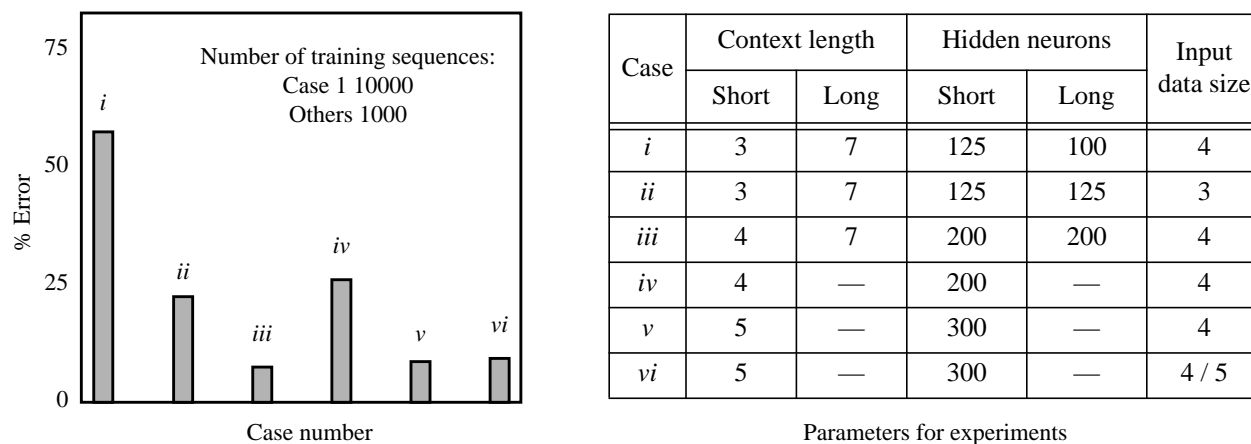 75
50
25
0
% Error
Number of training sequences:
Case 1 10000
Others 1000
i
ii
iii
iv
v
vi
Case number
Case Context length Hidden neurons Input data size
Short Long Short Long
i 3 7 125 100 4
ii 3 7 125 125 3
iii 4 7 200 200 4
iv 4 — 200 — 4
v 5 — 300 — 4
vi 5 — 300 — 4 / 5
Parameters for experiments